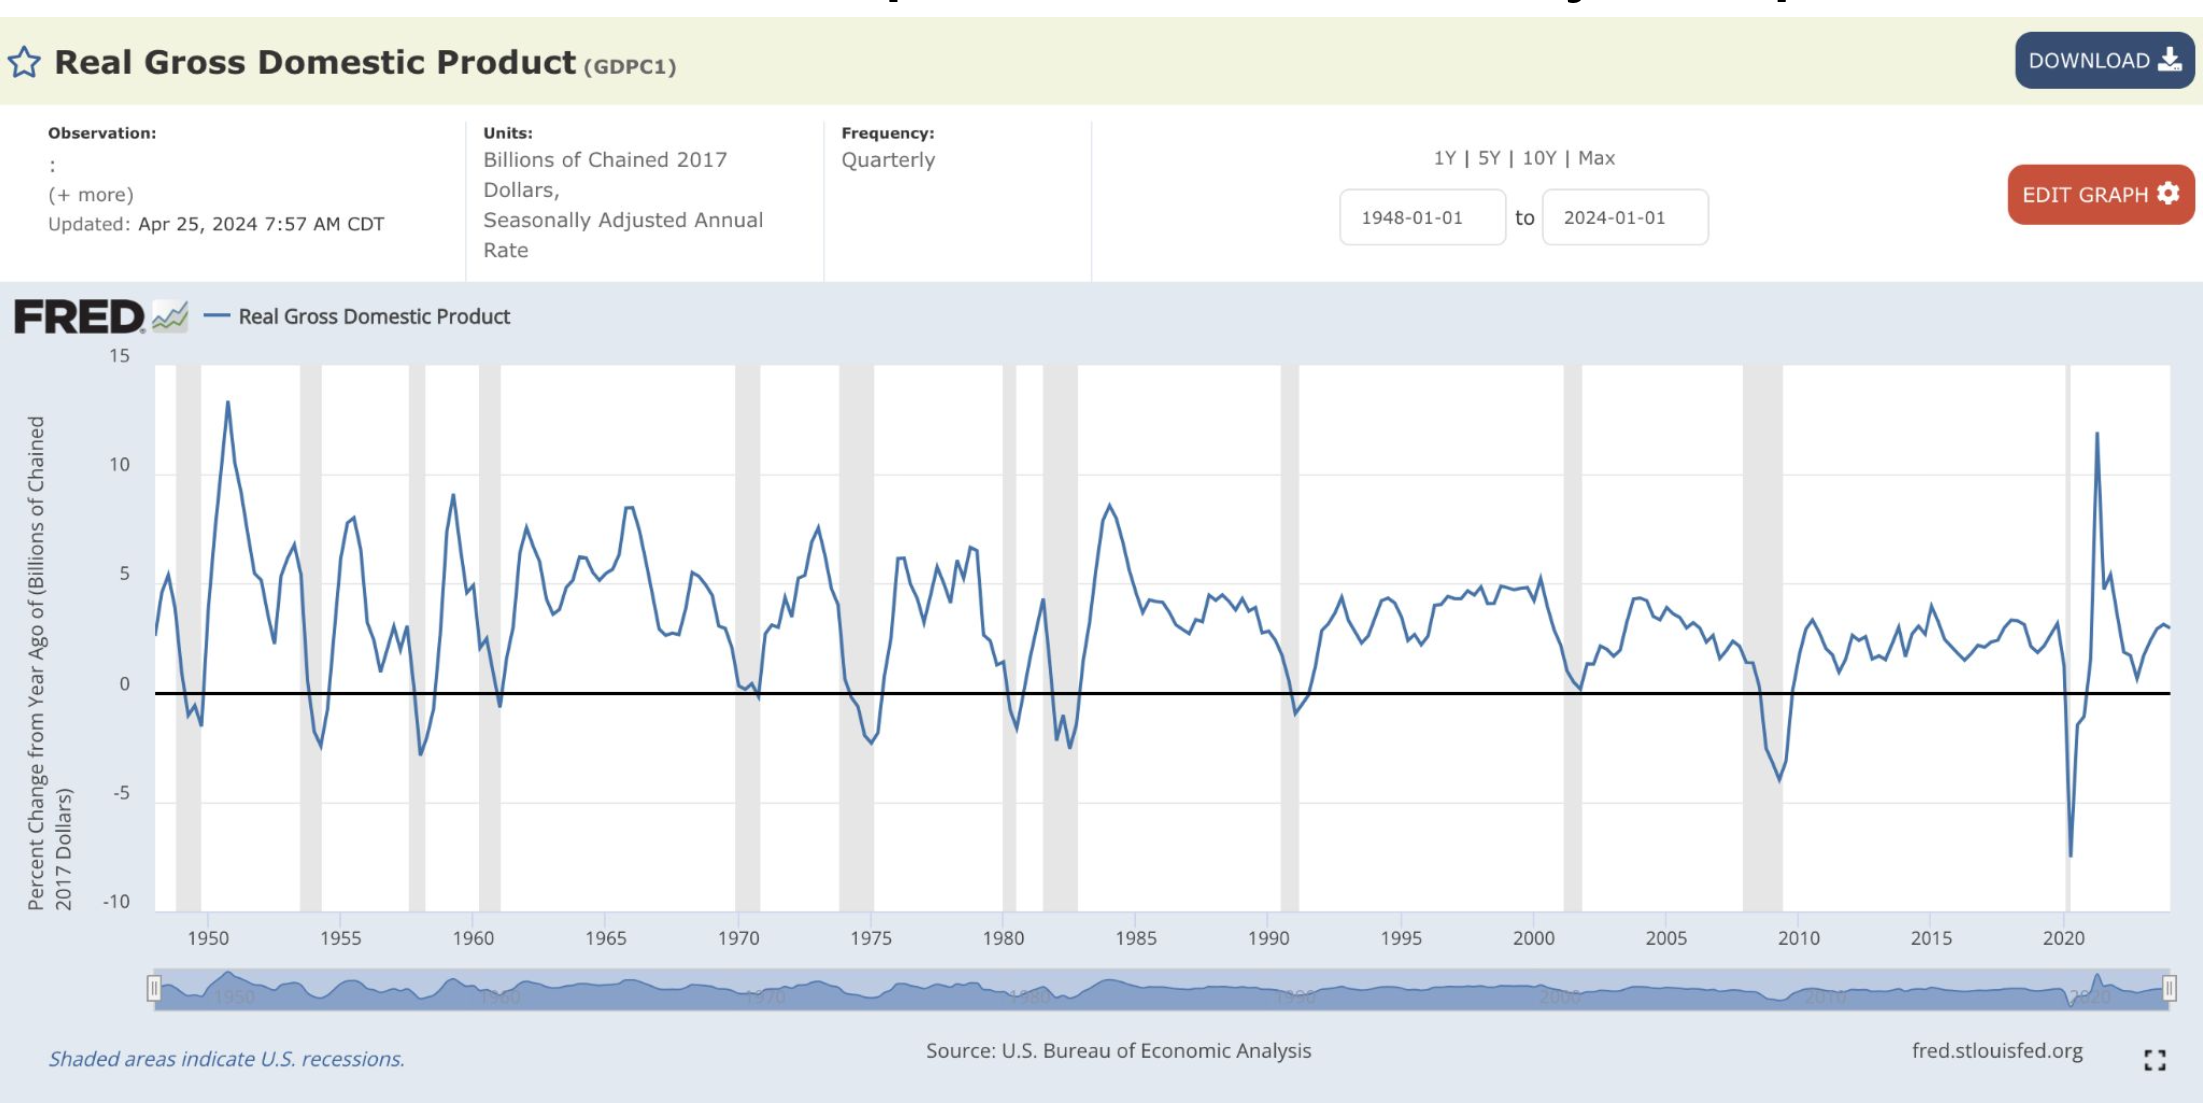 Real Gross Domestic Product (GDPC1)
DOWNLOAD
Observation:
:
(+ more)
Updated: Apr 25, 2024 7:57 AM CDT
Units:
Billions of Chained 2017
Dollars,
Seasonally Adjusted Annual
Rate
Frequency:
Quarterly
1Y | 5Y | 10Y | Max
1948-01-01 to 2024-01-01
EDIT GRAPH
FRED
Real Gross Domestic Product
Percent Change from Year Ago of (Billions of Chained
2017 Dollars)
15
10
5
0
-5
-10
1950 1955 1960 1965 1970 1975 1980 1985 1990 1995 2000 2005 2010 2015 2020
1950 1960 1970 1980 1990 2000 2010 2020
Shaded areas indicate U.S. recessions.
Source: U.S. Bureau of Economic Analysis
fred.stlouisfed.org